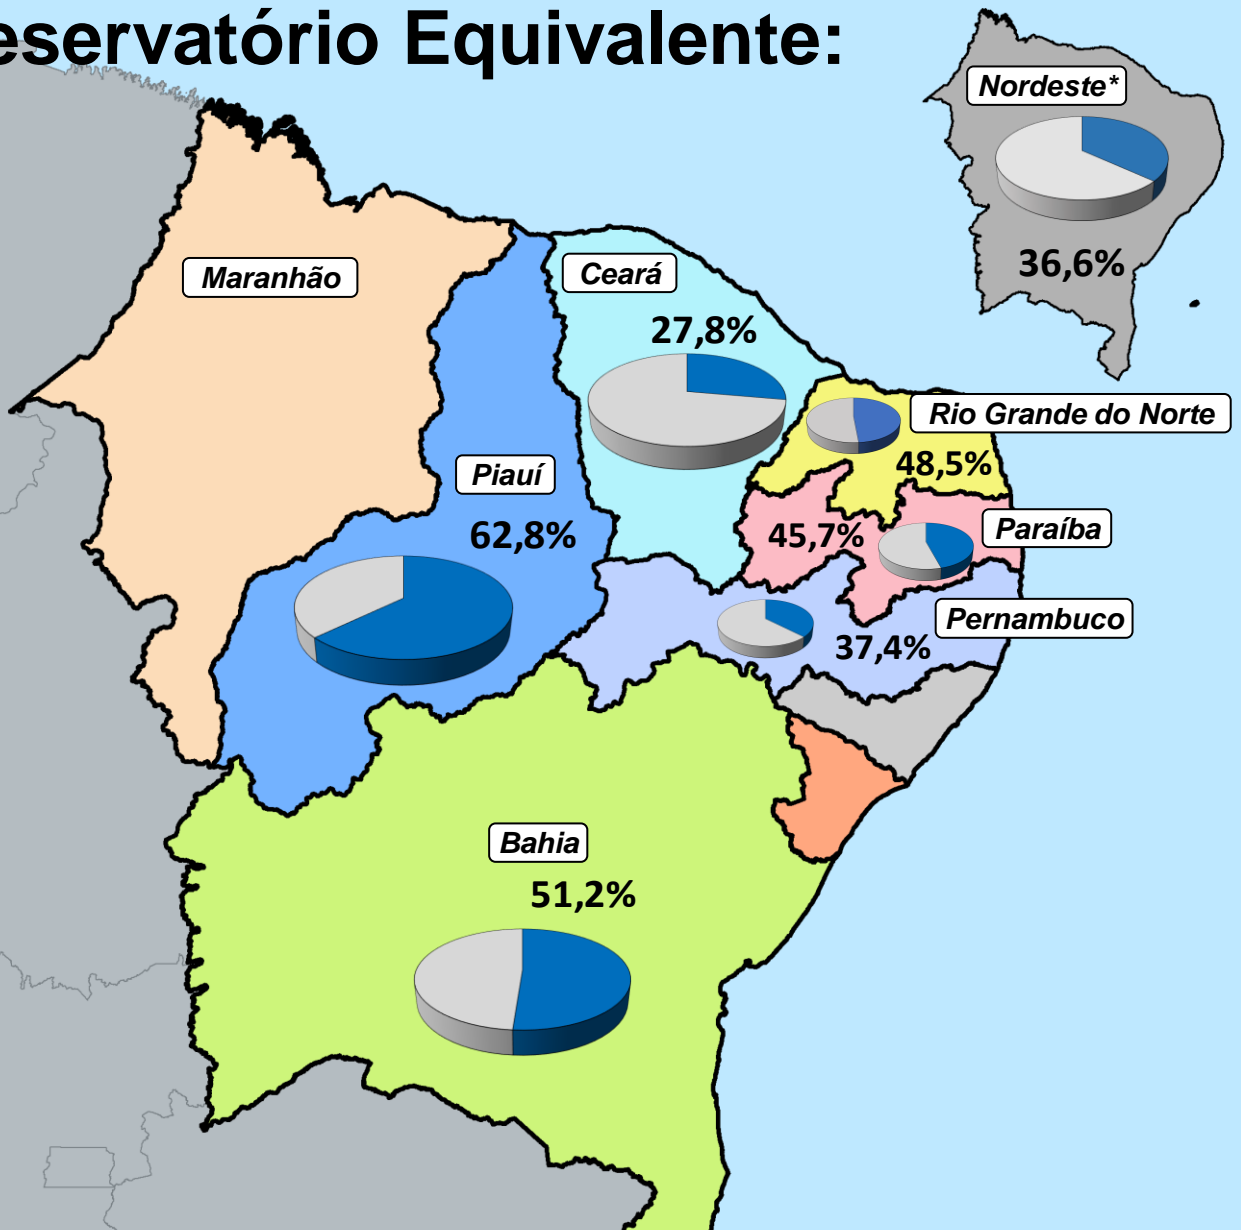 eservatório Equivalente:
Nordeste*
36,6%
Maranhão
Ceará
27,8%
Rio Grande do Norte
48,5%
Piauí
62,8%
Paraíba
45,7%
Pernambuco
37,4%
Bahia
51,2%